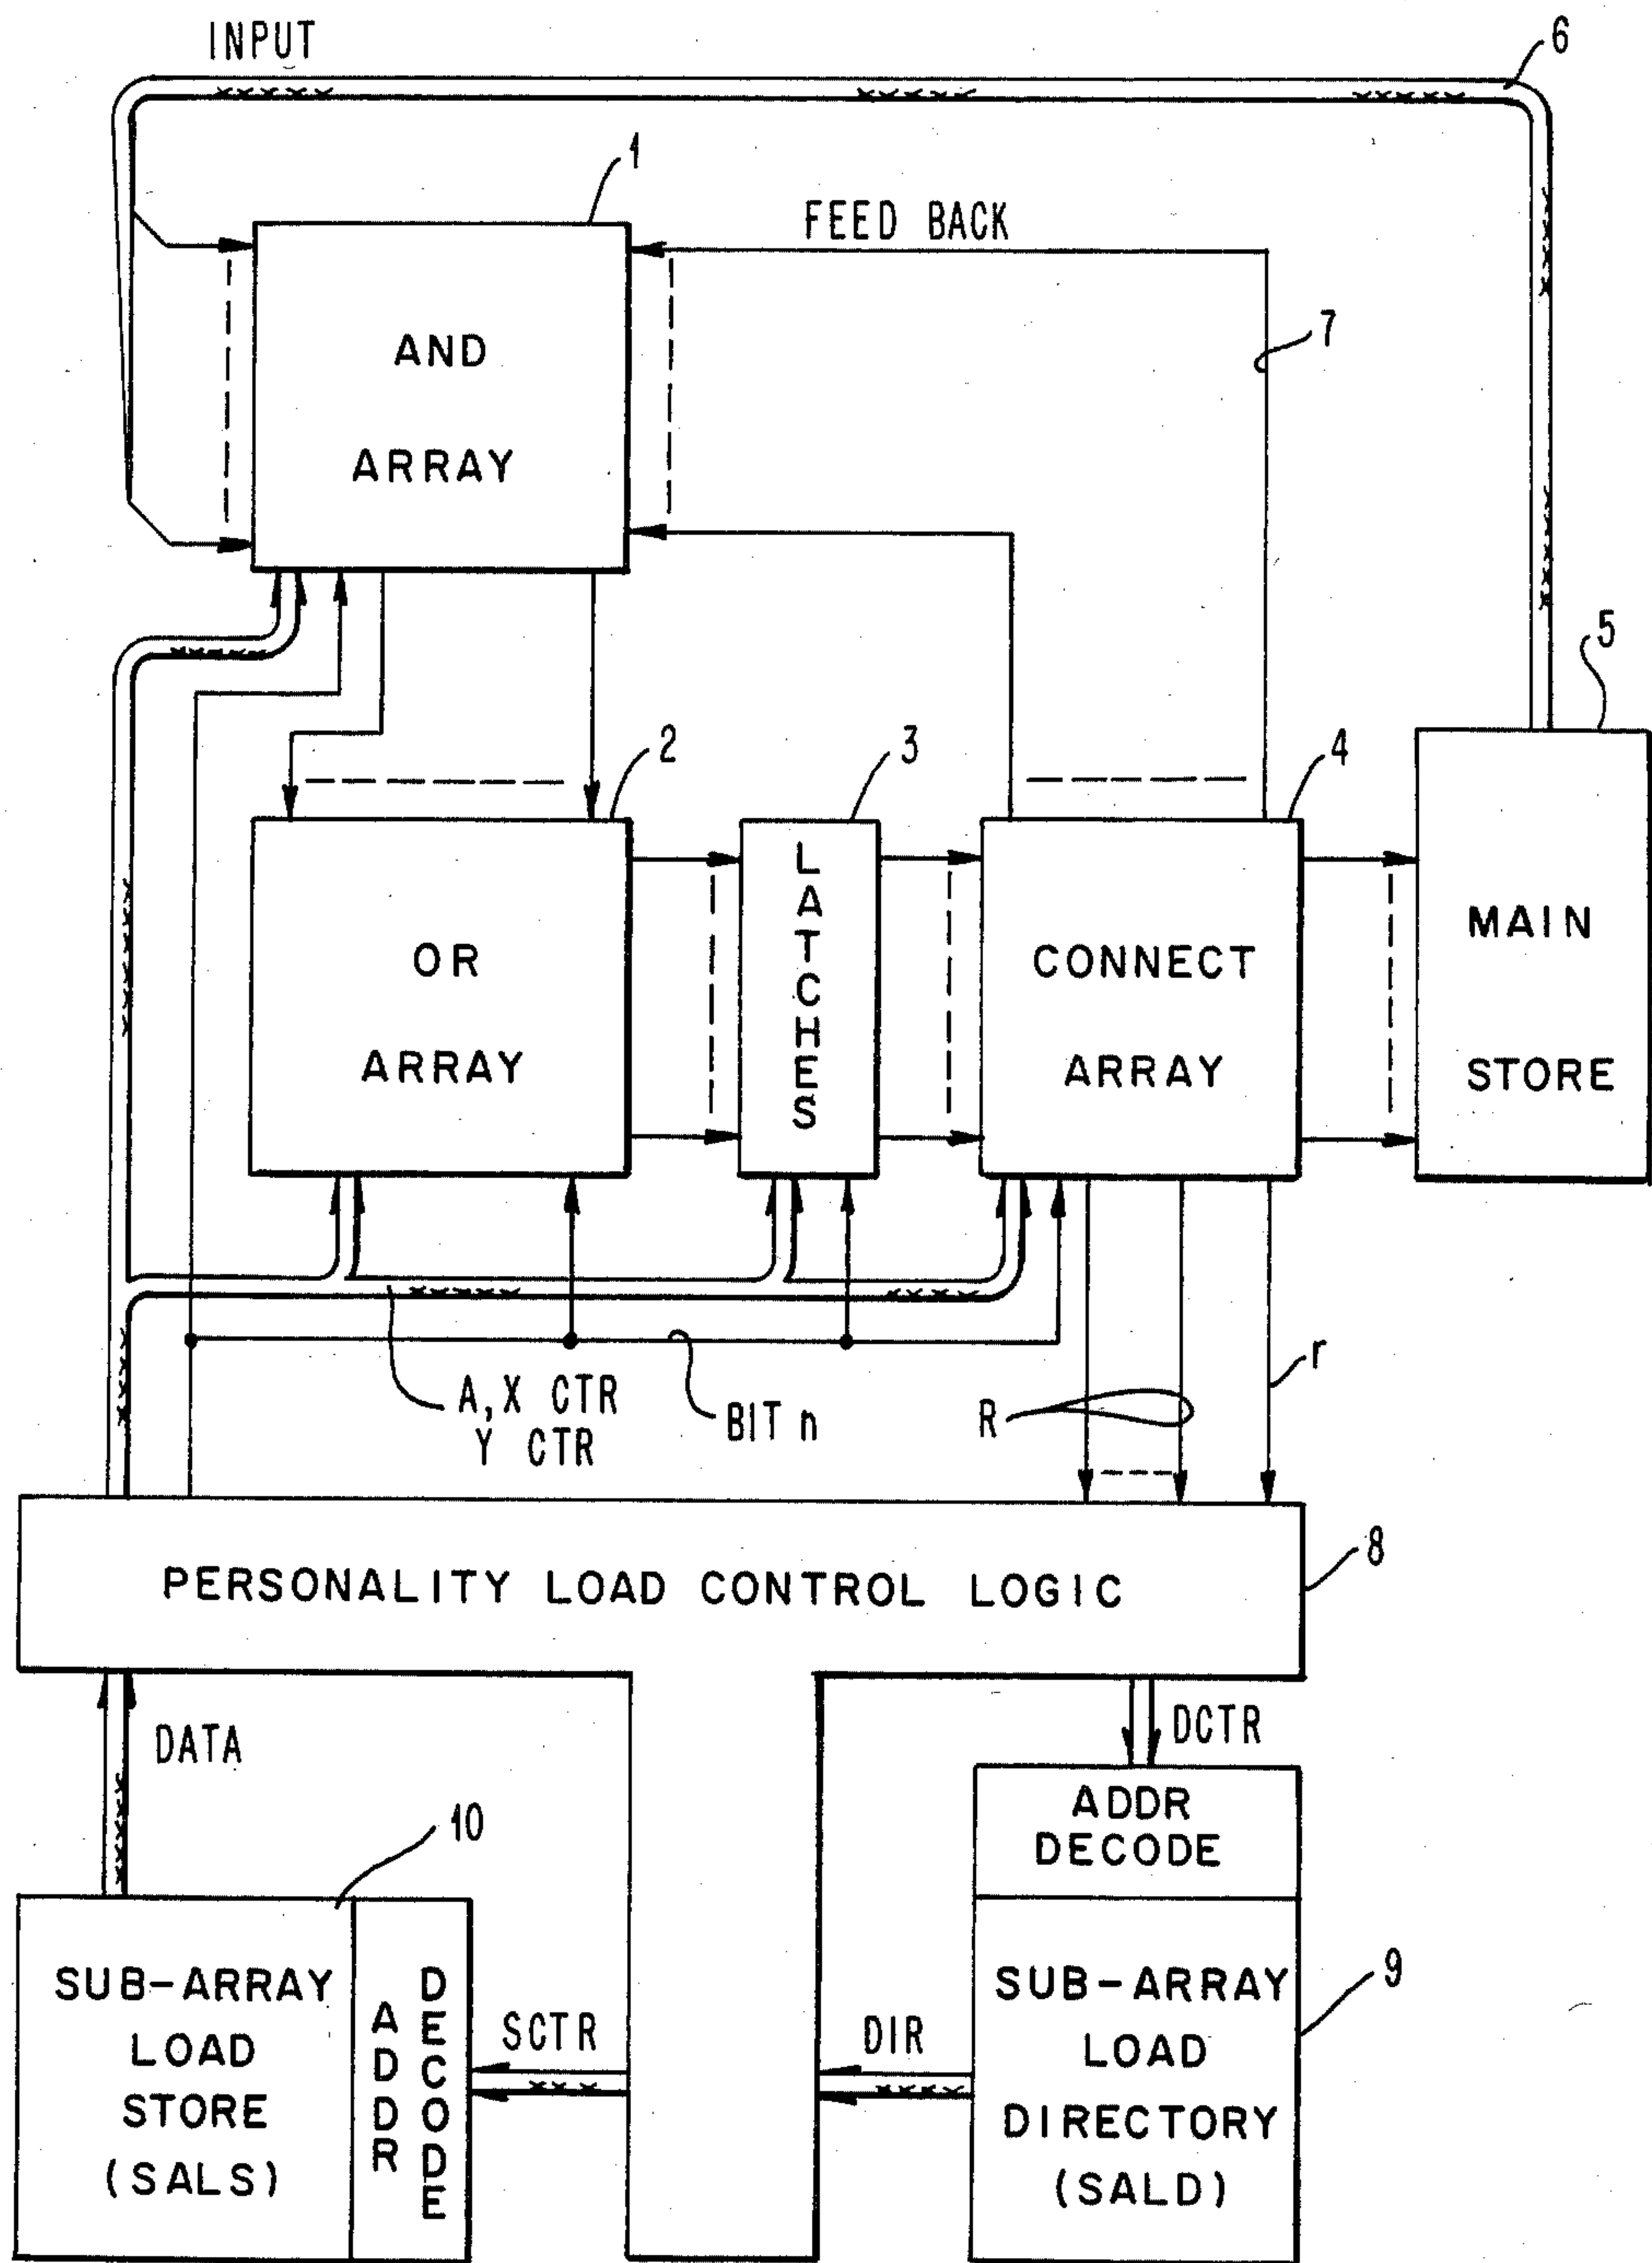 INPUT
6
1
FEED BACK
AND
ARRAY
7
5
2
3
4
LATCHES
OR
ARRAY
CONNECT
ARRAY
MAIN
STORE
A,X CTR
Y CTR
BIT n
R
r
PERSONALITY LOAD CONTROL LOGIC
8
DATA
DCTR
10
ADDR
DECODE
SUB-ARRAY
LOAD
STORE
(SALS)
ADDR
DECODE
SCTR
DIR
SUB-ARRAY
LOAD
DIRECTORY
(SALD)
9